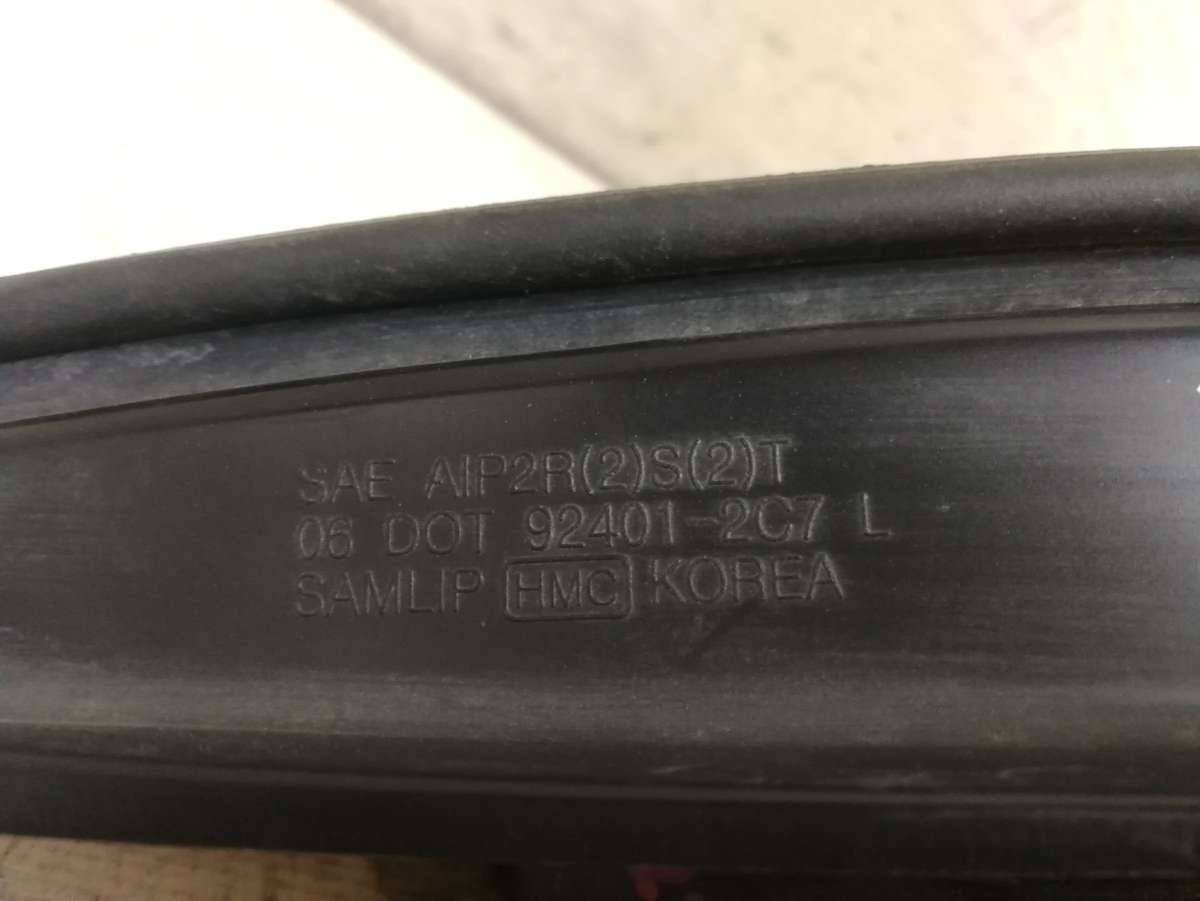 SAE AIP2R(2)S(2)T
06 DOT 92401-2C7 L
SAMLIP HMC KOREA